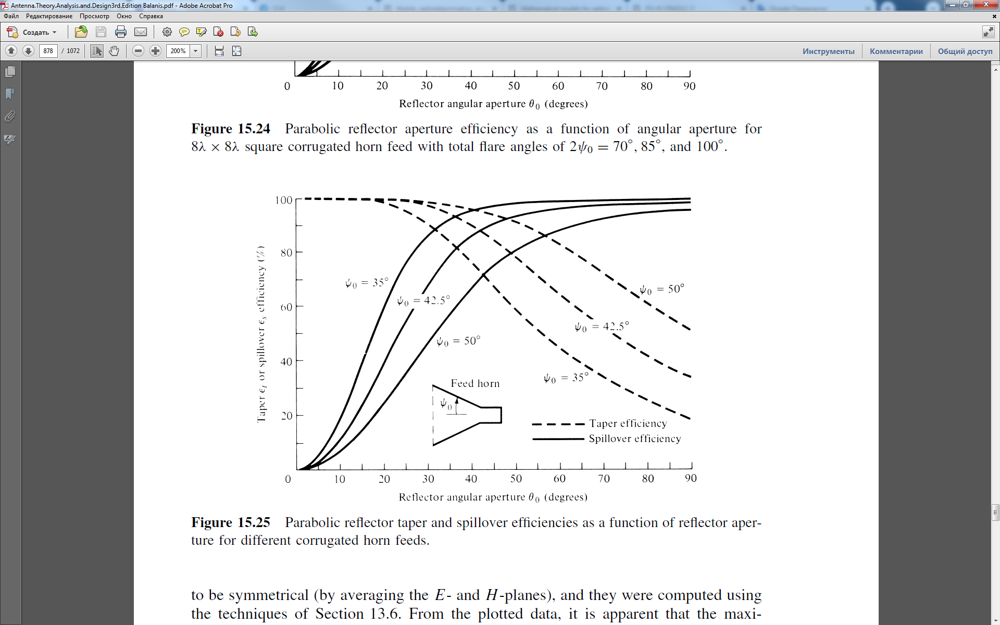 Antenna.Theory.Analysis.and.Design3rd.Edition Balanis.pdf - Adobe Acrobat Pro
Файл Редактирование Просмотр Окно Справка
Создать
878 / 1072 200% Инструменты Комментарии Общий доступ
0 10 20 30 40 50 60 70 80 90
Reflector angular aperture θ₀ (degrees)
Figure 15.24 Parabolic reflector aperture efficiency as a function of angular aperture for
8λ × 8λ square corrugated horn feed with total flare angles of 2ψ₀ = 70°, 85°, and 100°.
Taper ϵₜ or spillover ϵₛ efficiency (%)
100
80
60
40
20
ψ₀ = 35°
ψ₀ = 42.5°
ψ₀ = 50°
ψ₀ = 50°
ψ₀ = 42.5°
ψ₀ = 35°
Feed horn
ψ₀
Taper efficiency
Spillover efficiency
0 10 20 30 40 50 60 70 80 90
Reflector angular aperture θ₀ (degrees)
Figure 15.25 Parabolic reflector taper and spillover efficiencies as a function of reflector aper-
ture for different corrugated horn feeds.
to be symmetrical (by averaging the E- and H-planes), and they were computed using
the techniques of Section 13.6. From the plotted data, it is apparent that the maxi-